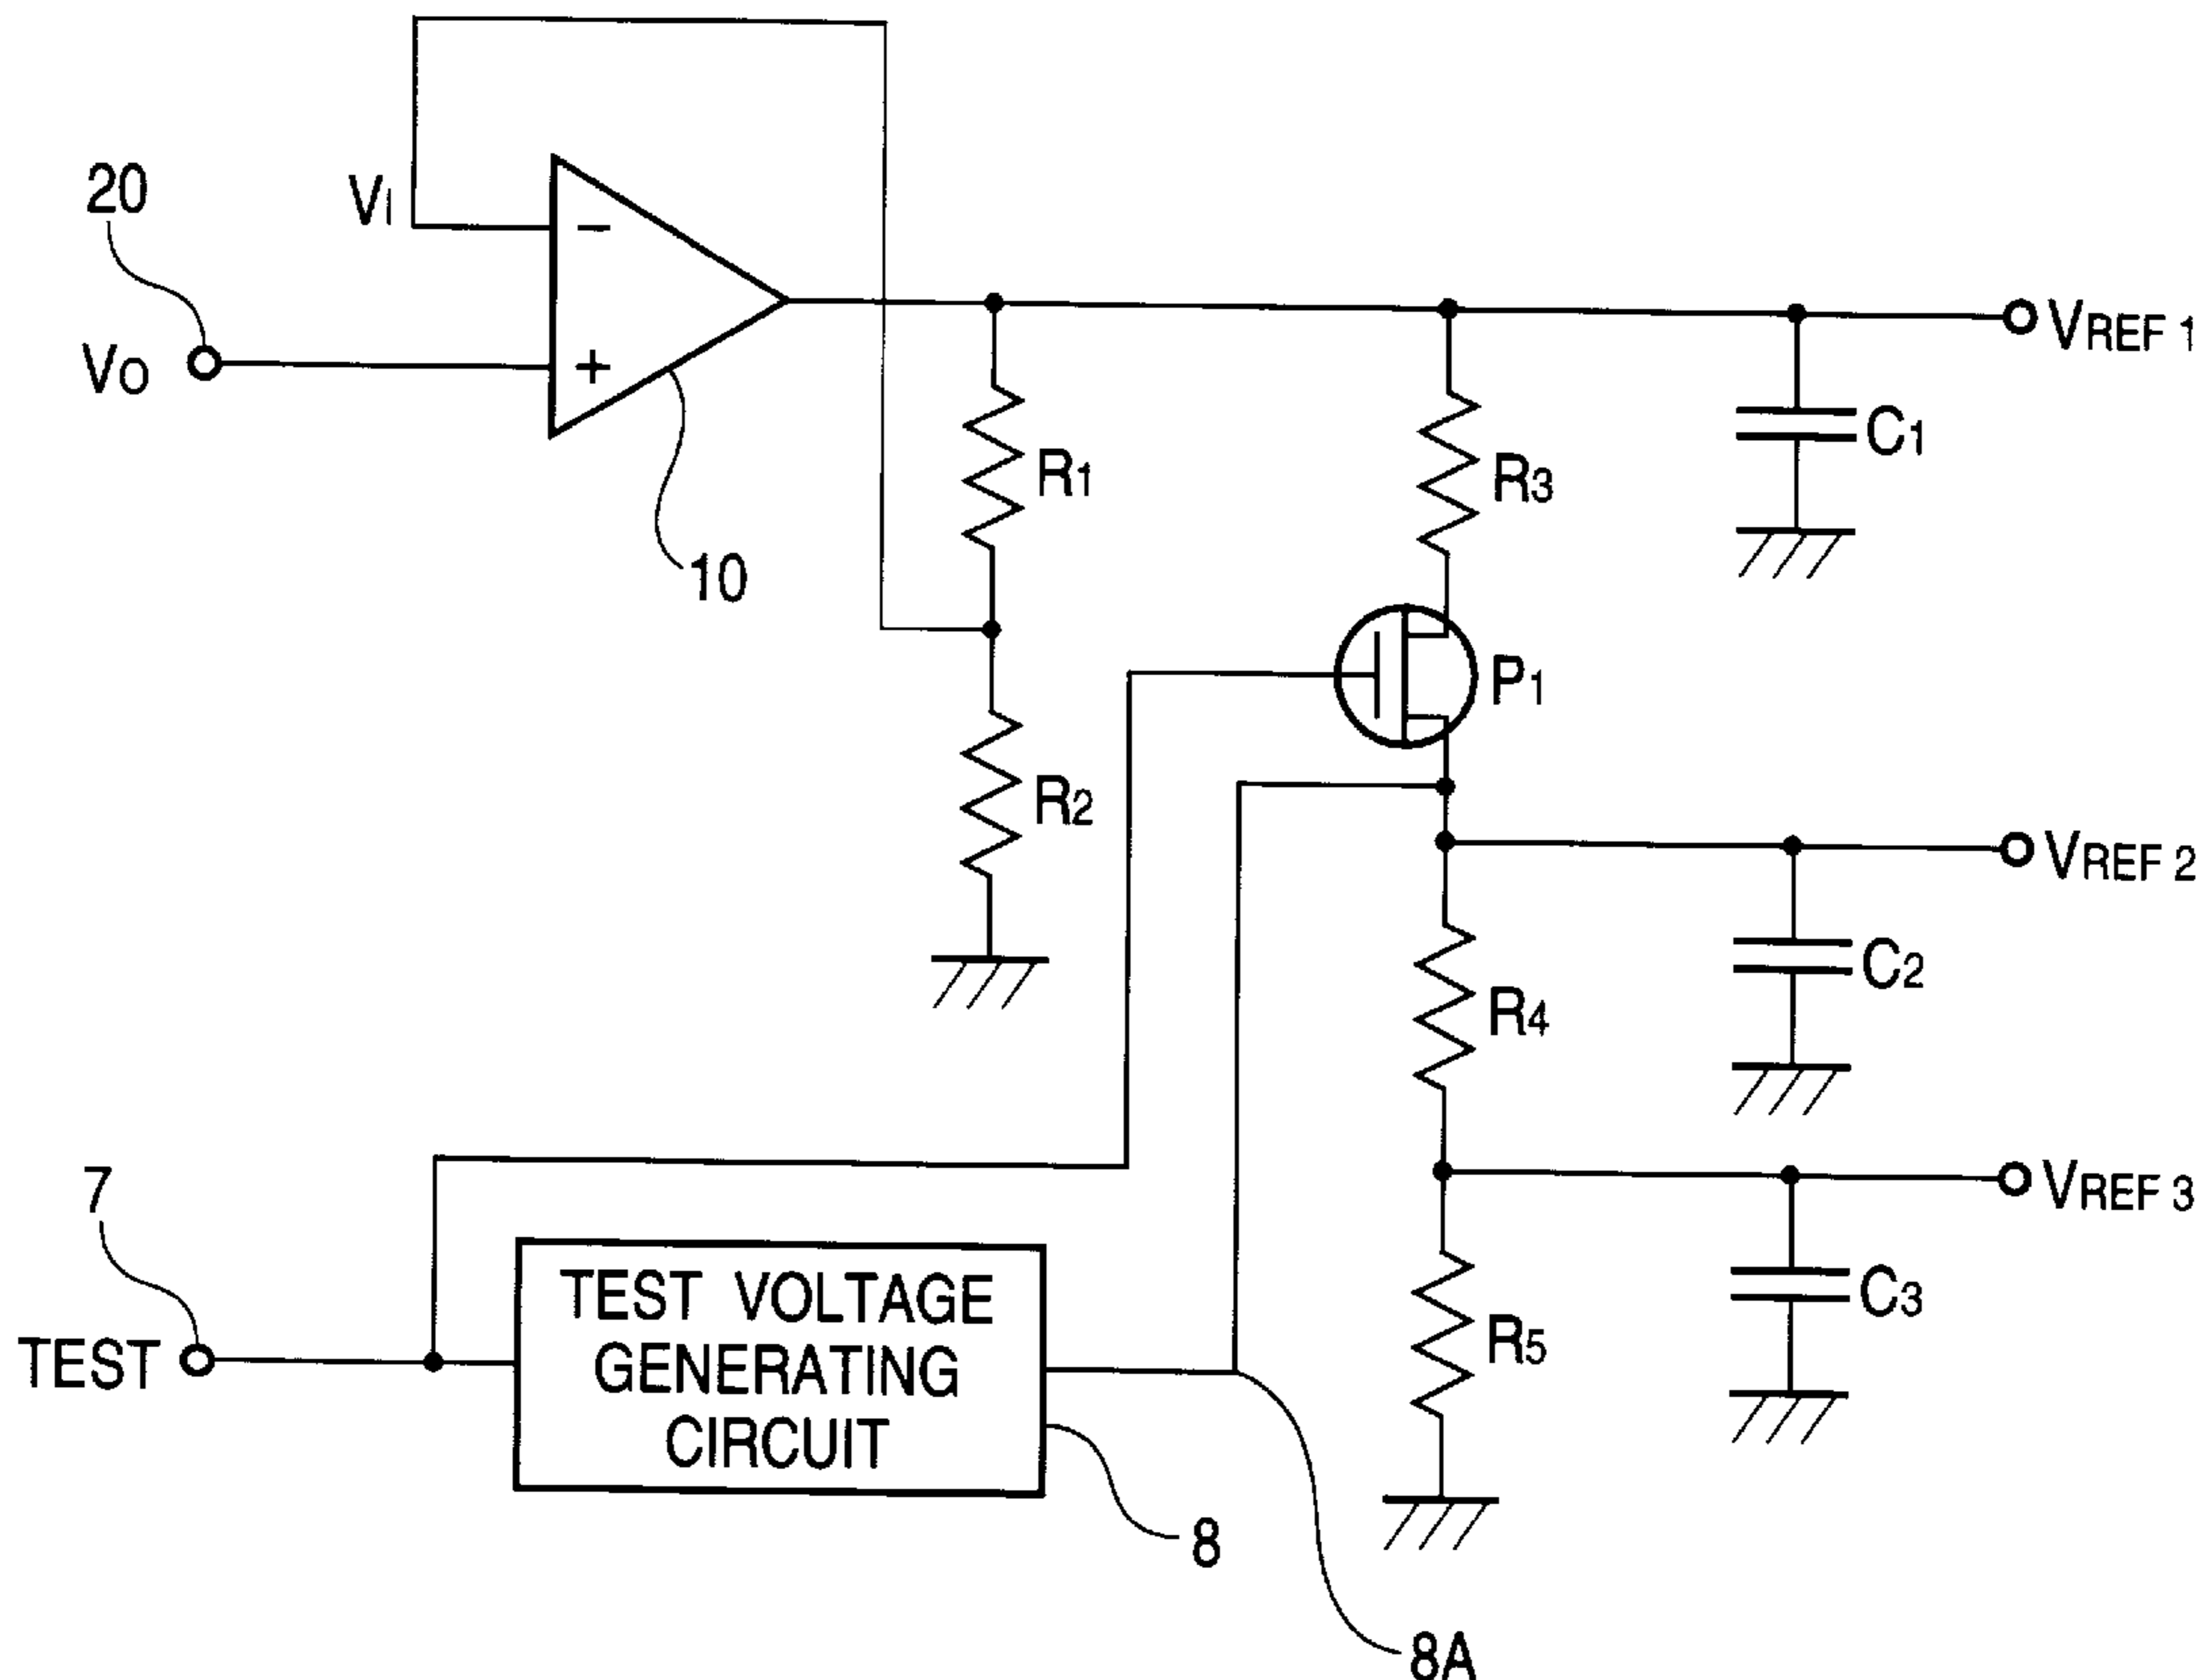 20
VI
−
VO
+
10
R1
R2
R3
P1
R4
R5
C1
C2
C3
VREF 1
VREF 2
VREF 3
7
TEST
TEST VOLTAGE
GENERATING
CIRCUIT
8
8A